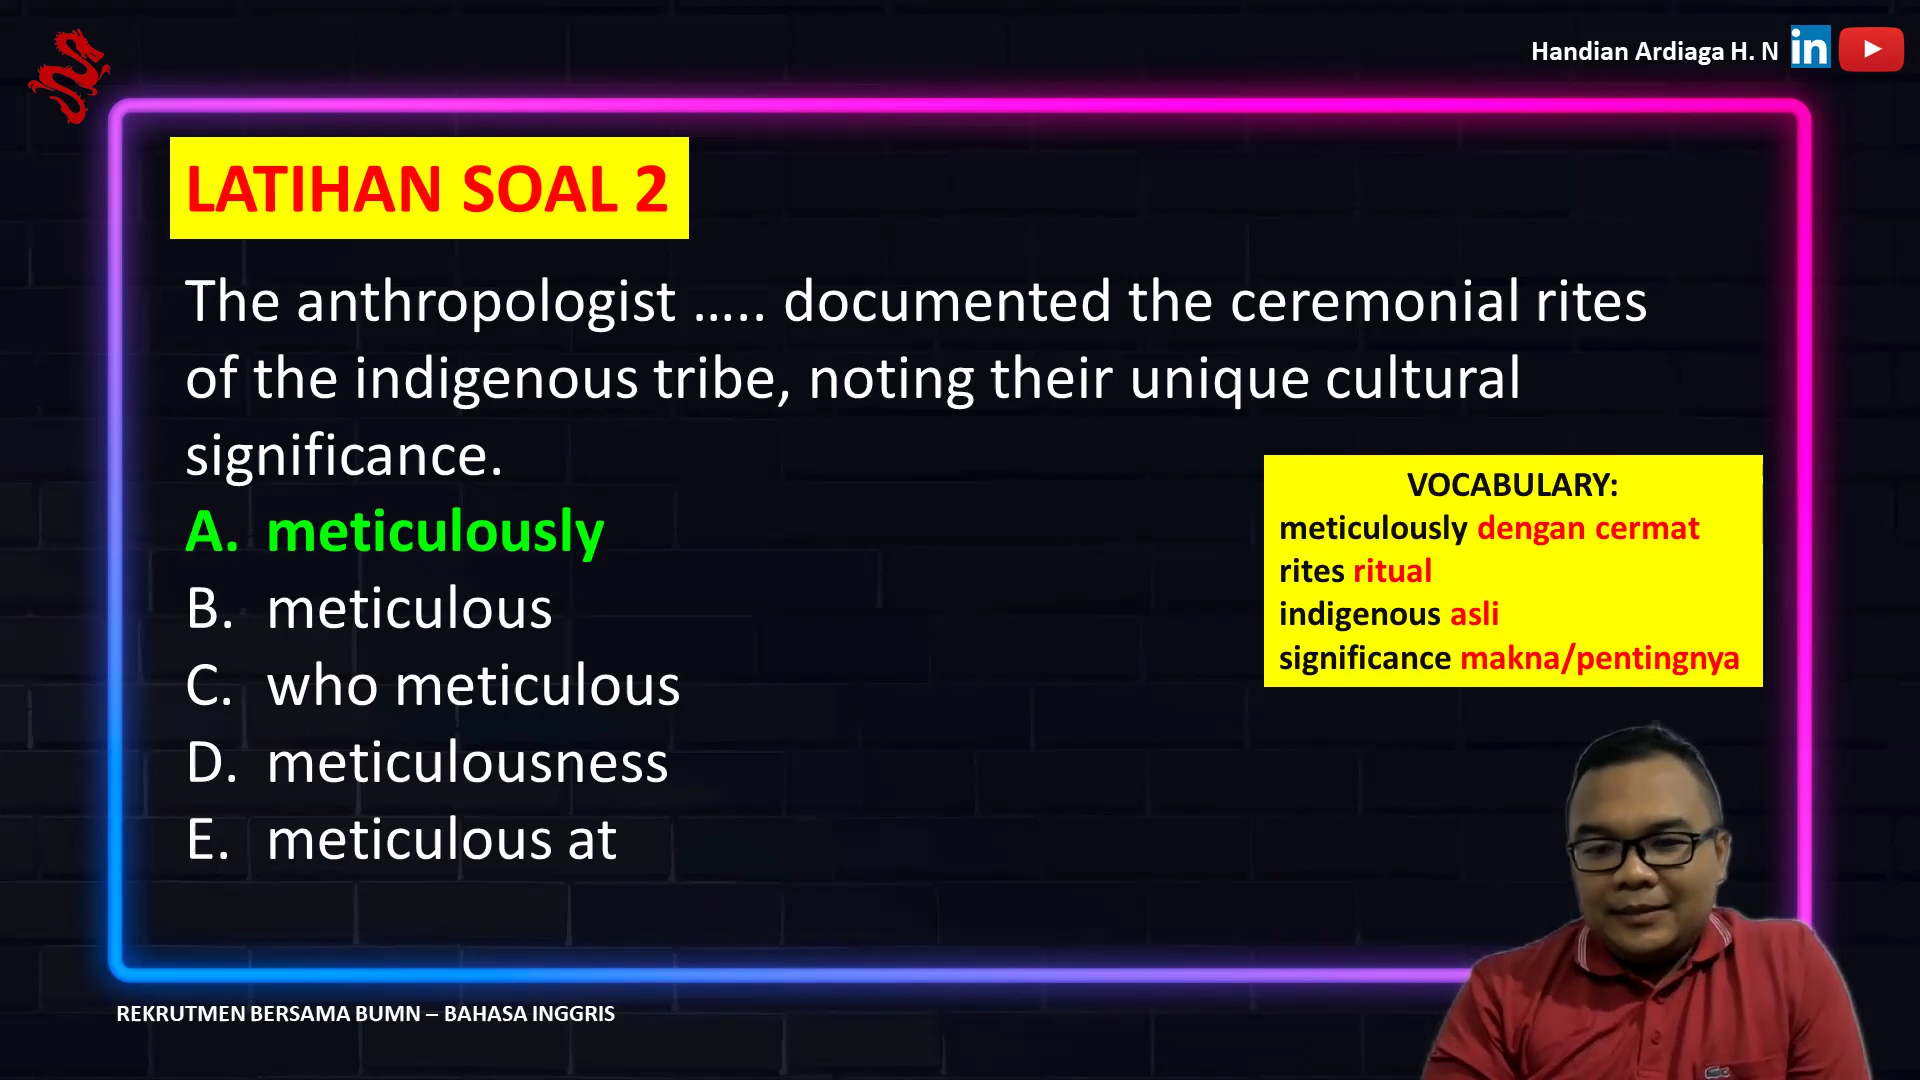 Handian Ardiaga H. N
LATIHAN SOAL 2
The anthropologist ..... documented the ceremonial rites
of the indigenous tribe, noting their unique cultural
significance.
A. meticulously
B. meticulous
C. who meticulous
D. meticulousness
E. meticulous at
VOCABULARY:
meticulously dengan cermat
rites ritual
indigenous asli
significance makna/pentingnya
REKRUTMEN BERSAMA BUMN – BAHASA INGGRIS